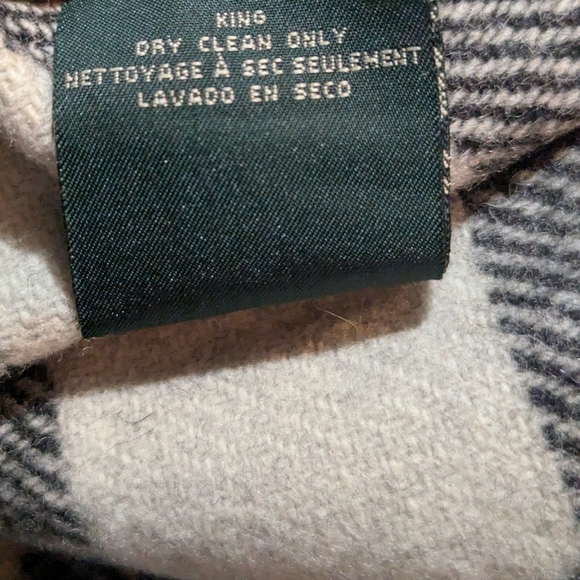 KING
DRY CLEAN ONLY
NETTOYAGE À SEC SEULEMENT
LAVADO EN SECO